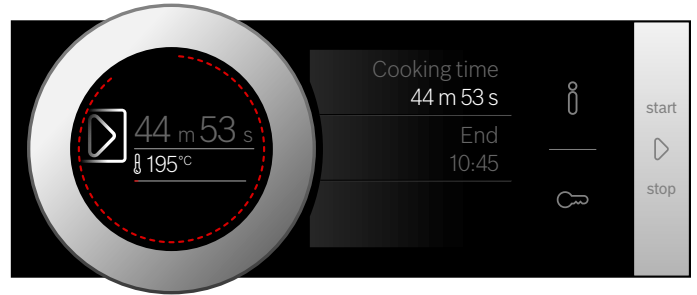 44 m 53 s
195°C
Cooking time
44 m 53 s
End
10:45
start
stop